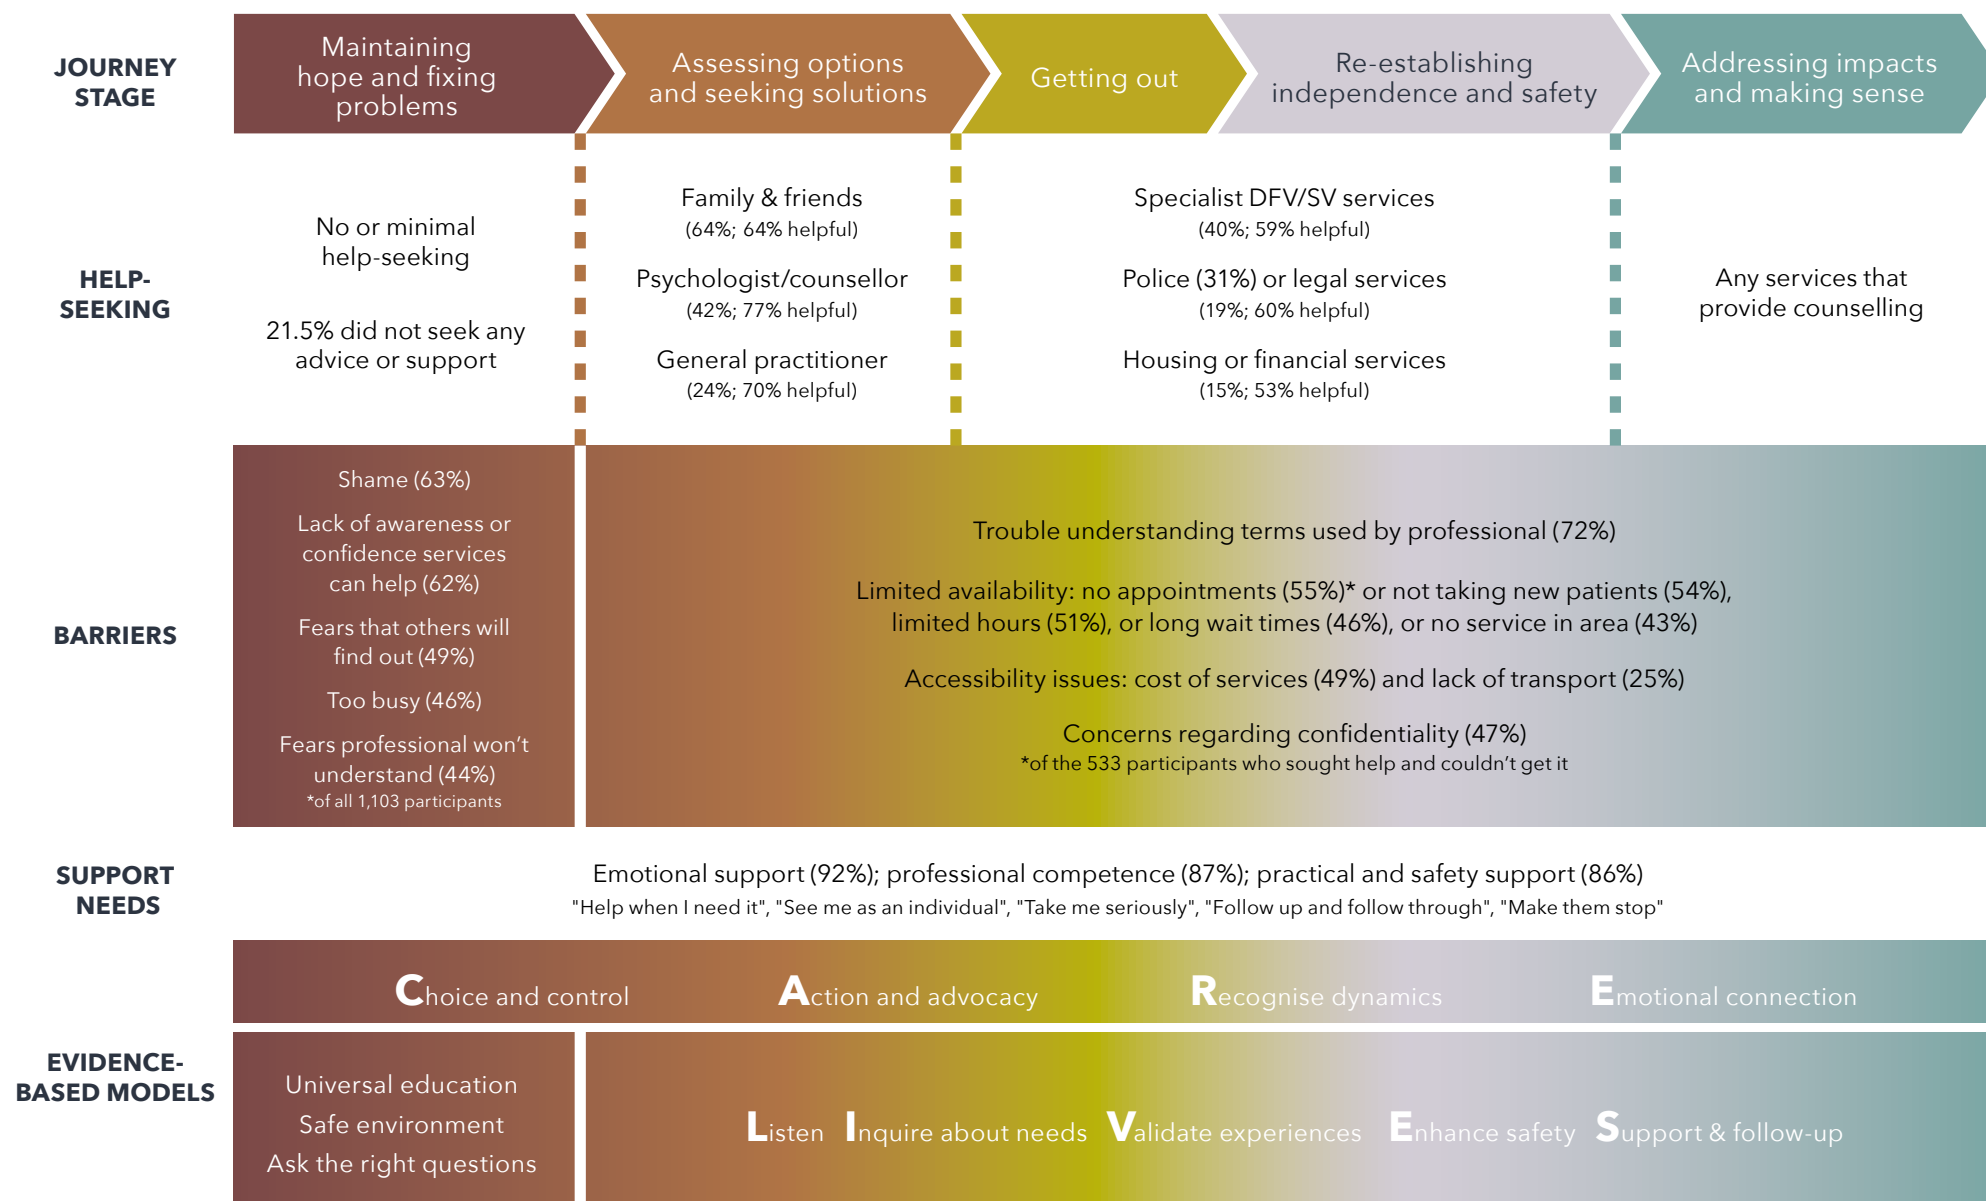 JOURNEY
STAGE
Maintaining
hope and fixing
problems
Assessing options
and seeking solutions
Getting out
Re-establishing
independence and safety
Addressing impacts
and making sense
HELP-
SEEKING
No or minimal
help-seeking
21.5% did not seek any
advice or support
Family & friends
(64%; 64% helpful)
Psychologist/counsellor
(42%; 77% helpful)
General practitioner
(24%; 70% helpful)
Specialist DFV/SV services
(40%; 59% helpful)
Police (31%) or legal services
(19%; 60% helpful)
Housing or financial services
(15%; 53% helpful)
Any services that
provide counselling
BARRIERS
Shame (63%)
Lack of awareness or
confidence services
can help (62%)
Fears that others will
find out (49%)
Too busy (46%)
Fears professional won't
understand (44%)
*of all 1,103 participants
Trouble understanding terms used by professional (72%)
Limited availability: no appointments (55%)* or not taking new patients (54%),
limited hours (51%), or long wait times (46%), or no service in area (43%)
Accessibility issues: cost of services (49%) and lack of transport (25%)
Concerns regarding confidentiality (47%)
*of the 533 participants who sought help and couldn't get it
SUPPORT
NEEDS
Emotional support (92%); professional competence (87%); practical and safety support (86%)
"Help when I need it", "See me as an individual", "Take me seriously", "Follow up and follow through", "Make them stop"
EVIDENCE-
BASED MODELS
Choice and control
Action and advocacy
Recognise dynamics
Emotional connection
Universal education
Safe environment
Ask the right questions
Listen Inquire about needs Validate experiences Enhance safety Support & follow-up